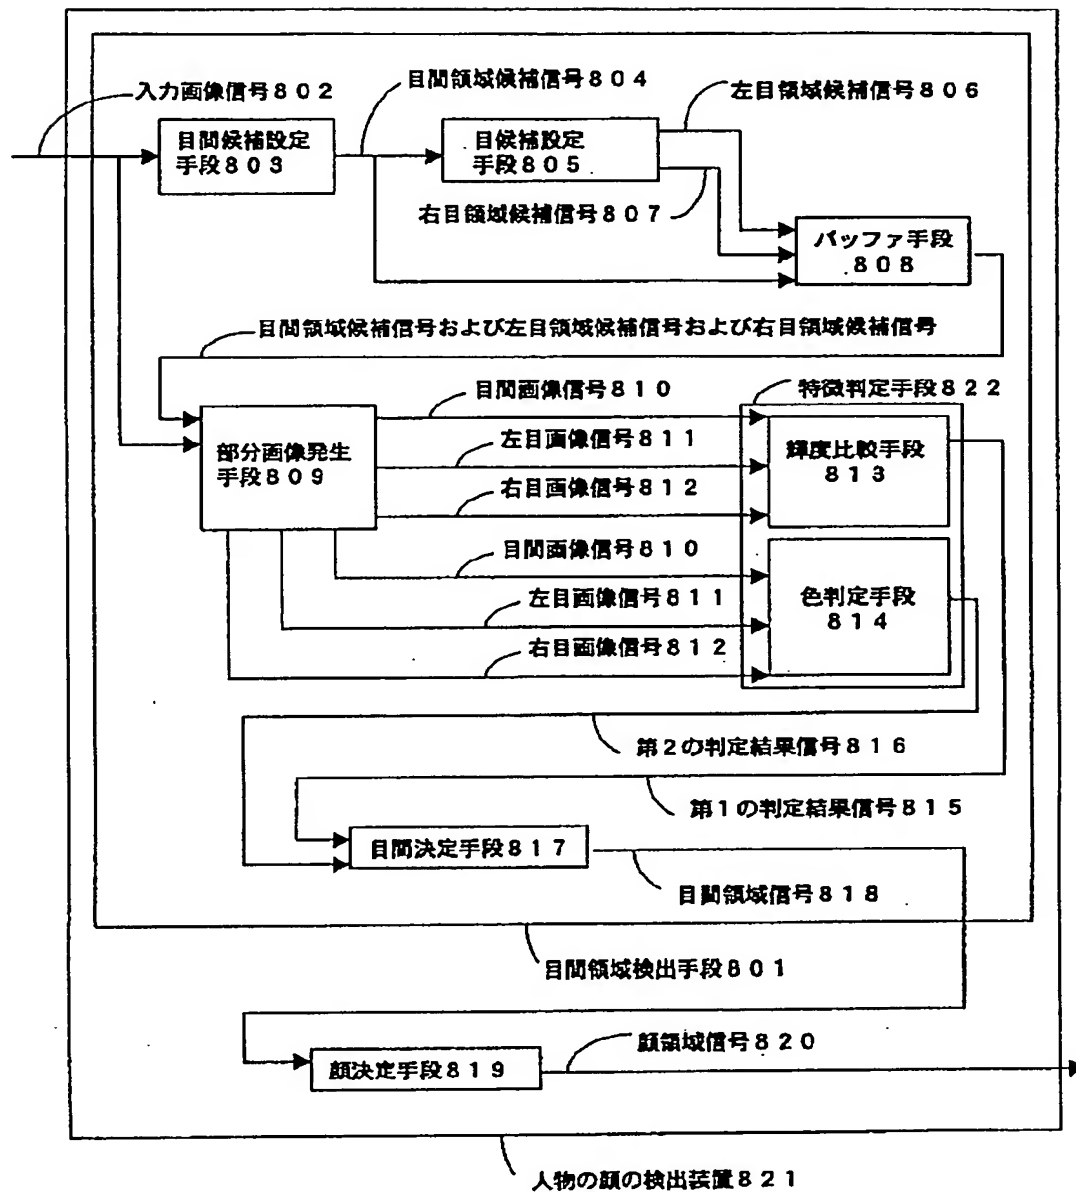 入力画像信号802
目間領域候補信号804
左目領域候補信号806
目間候補設定
手段803
目候補設定
手段805
右目領域候補信号807
バッファ手段
808
目間領域候補信号および左目領域候補信号および右目領域候補信号
目間画像信号810
特徴判定手段822
部分画像発生
手段809
左目画像信号811
輝度比較手段
813
右目画像信号812
目間画像信号810
左目画像信号811
色判定手段
814
右目画像信号812
第2の判定結果信号816
第1の判定結果信号815
目間決定手段817
目間領域信号818
目間領域検出手段801
顔領域信号820
顔決定手段819
人物の顔の検出装置821